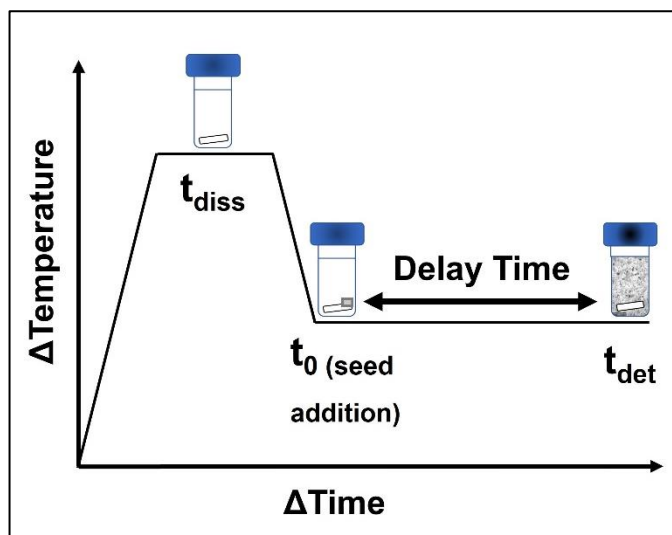 ΔTemperature
t_diss
Delay Time
t_0 (seed
addition)
t_det
ΔTime